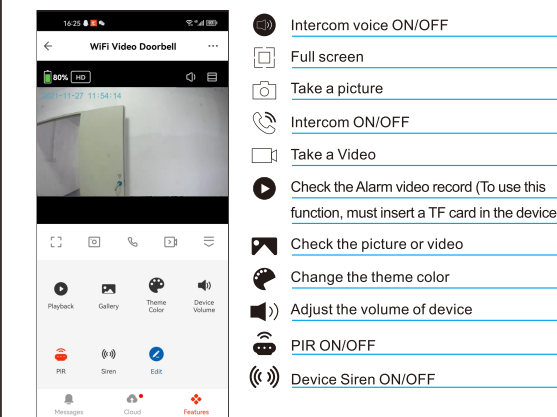 16:25
WiFi Video Doorbell
80% HD
2021-11-27 11:54:14
Playback Gallery Theme Color Device Volume
PIR Siren Edit
Messages Cloud Features
Intercom voice ON/OFF
Full screen
Take a picture
Intercom ON/OFF
Take a Video
Check the Alarm video record (To use this
function, must insert a TF card in the device
Check the picture or video
Change the theme color
Adjust the volume of device
PIR ON/OFF
Device Siren ON/OFF